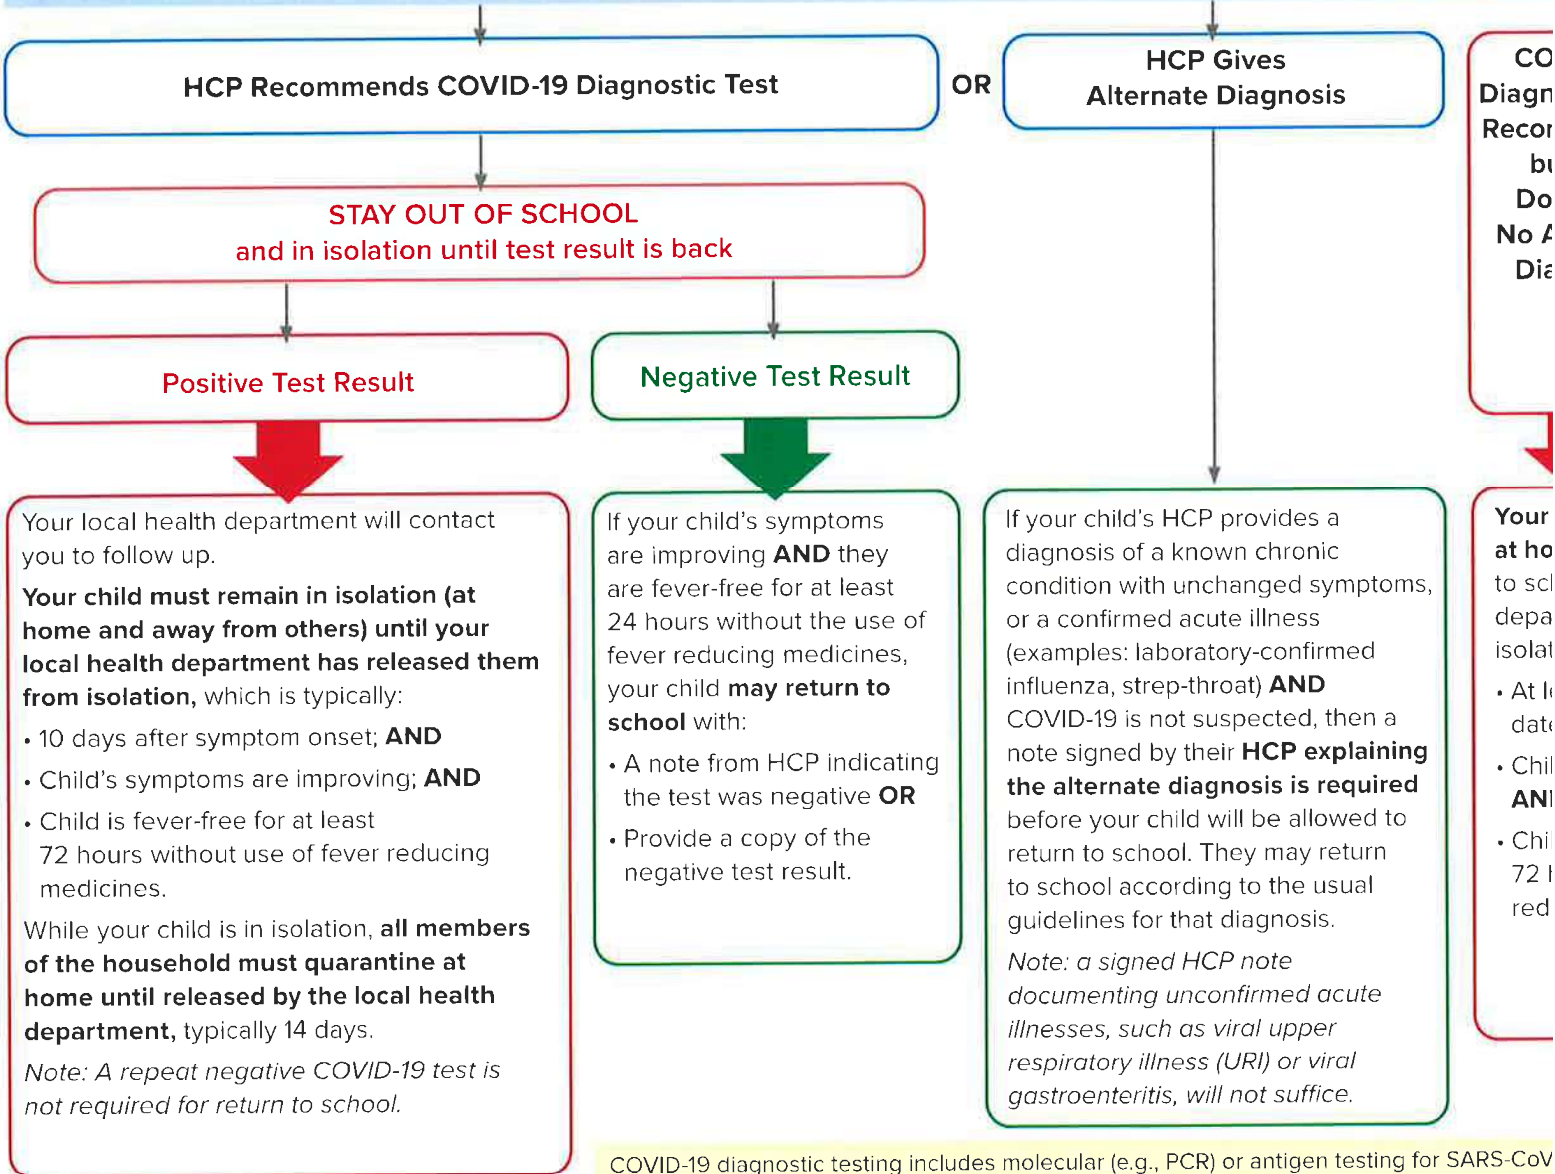 HCP Recommends COVID-19 Diagnostic Test
OR
HCP Gives
Alternate Diagnosis
STAY OUT OF SCHOOL
and in isolation until test result is back
No
Positive Test Result
Negative Test Result
Your local health department will contact
you to follow up.
Your child must remain in isolation (at
home and away from others) until your
local health department has released them
from isolation, which is typically:
• 10 days after symptom onset; AND
• Child's symptoms are improving; AND
• Child is fever-free for at least
72 hours without use of fever reducing
medicines.
While your child is in isolation, all members
of the household must quarantine at
home until released by the local health
department, typically 14 days.
Note: A repeat negative COVID-19 test is
not required for return to school.
If your child's symptoms
are improving AND they
are fever-free for at least
24 hours without the use of
fever reducing medicines,
your child may return to
school with:
• A note from HCP indicating
the test was negative OR
• Provide a copy of the
negative test result.
If your child's HCP provides a
diagnosis of a known chronic
condition with unchanged symptoms,
or a confirmed acute illness
(examples: laboratory-confirmed
influenza, strep-throat) AND
COVID-19 is not suspected, then a
note signed by their HCP explaining
the alternate diagnosis is required
before your child will be allowed to
return to school. They may return
to school according to the usual
guidelines for that diagnosis.
Note: a signed HCP note
documenting unconfirmed acute
illnesses, such as viral upper
respiratory illness (URI) or viral
gastroenteritis, will not suffice.
Your
at
to
• At
•
•
72
COVID-19 diagnostic testing includes molecular (e.g., PCR) or antigen testing for